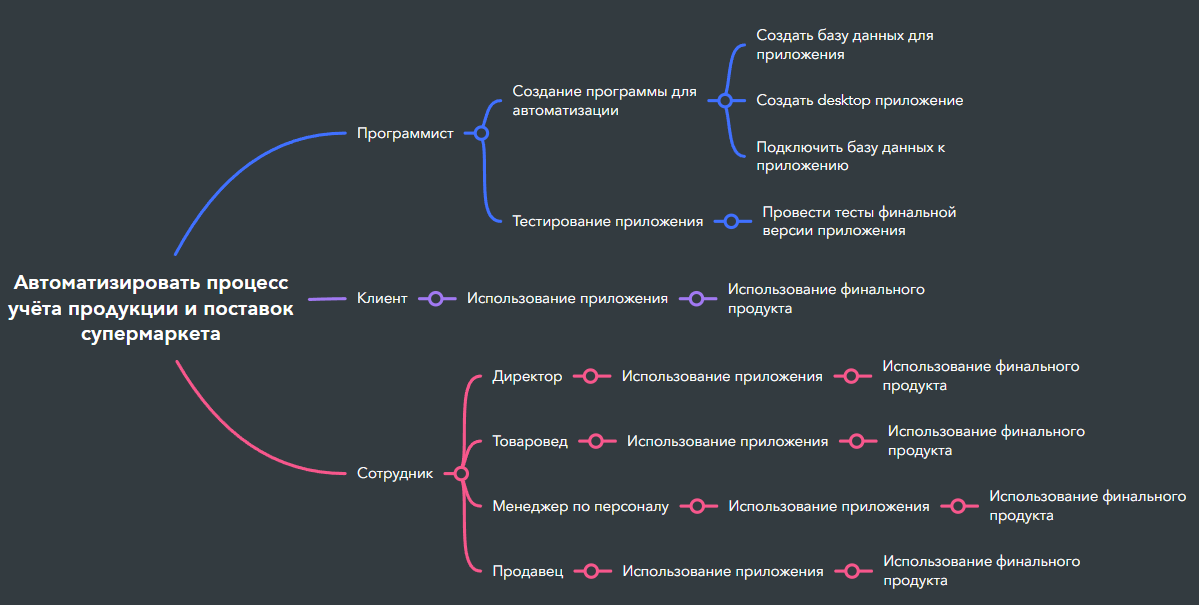 Автоматизировать процесс
учёта продукции и поставок
супермаркета
Программист
Создание программы для
автоматизации
Создать базу данных для
приложения
Создать desktop приложение
Подключить базу данных к
приложению
Тестирование приложения
Провести тесты финальной
версии приложения
Клиент
Использование приложения
Использование финального
продукта
Сотрудник
Директор
Использование приложения
Использование финального
продукта
Товаровед
Использование приложения
Использование финального
продукта
Менеджер по персоналу
Использование приложения
Использование финального
продукта
Продавец
Использование приложения
Использование финального
продукта